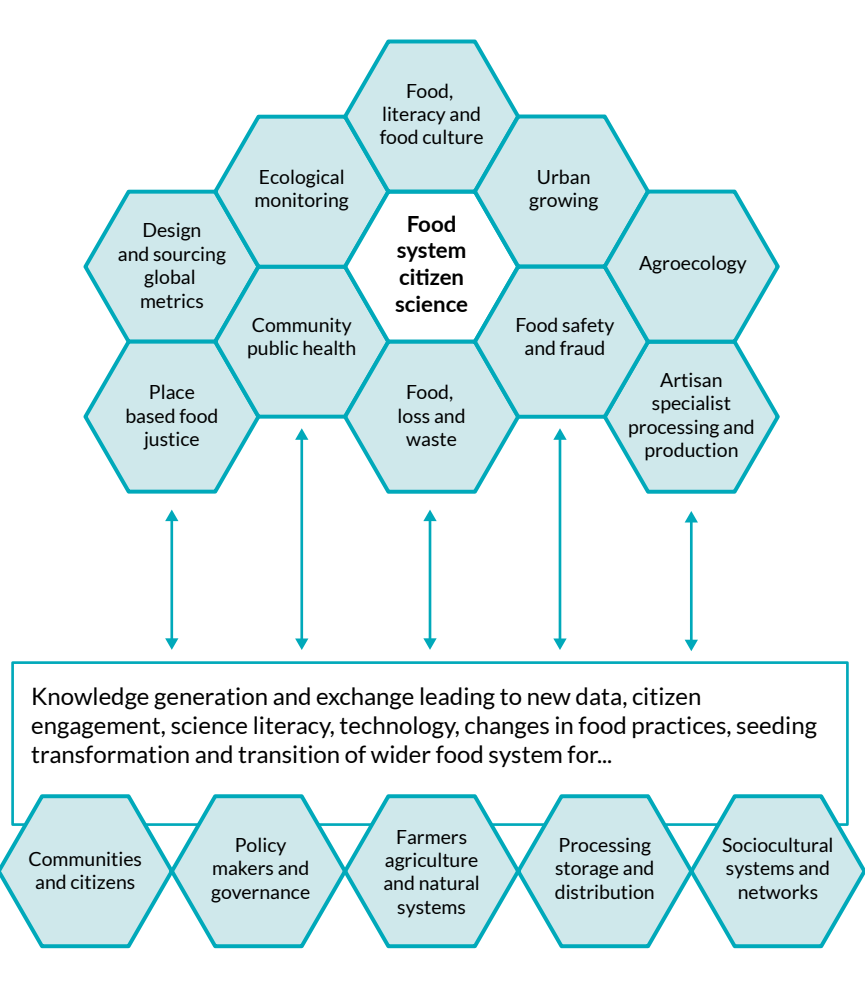 Food,
literacy and
food culture
Ecological
monitoring
Urban
growing
Design
and sourcing
global
metrics
Food
system
citizen
science
Agroecology
Community
public health
Food safety
and fraud
Place
based food
justice
Food,
loss and
waste
Artisan
specialist
processing and
production
Knowledge generation and exchange leading to new data, citizen
engagement, science literacy, technology, changes in food practices, seeding
transformation and transition of wider food system for...
Communities
and citizens
Policy
makers and
governance
Farmers
agriculture
and natural
systems
Processing
storage and
distribution
Sociocultural
systems and
networks